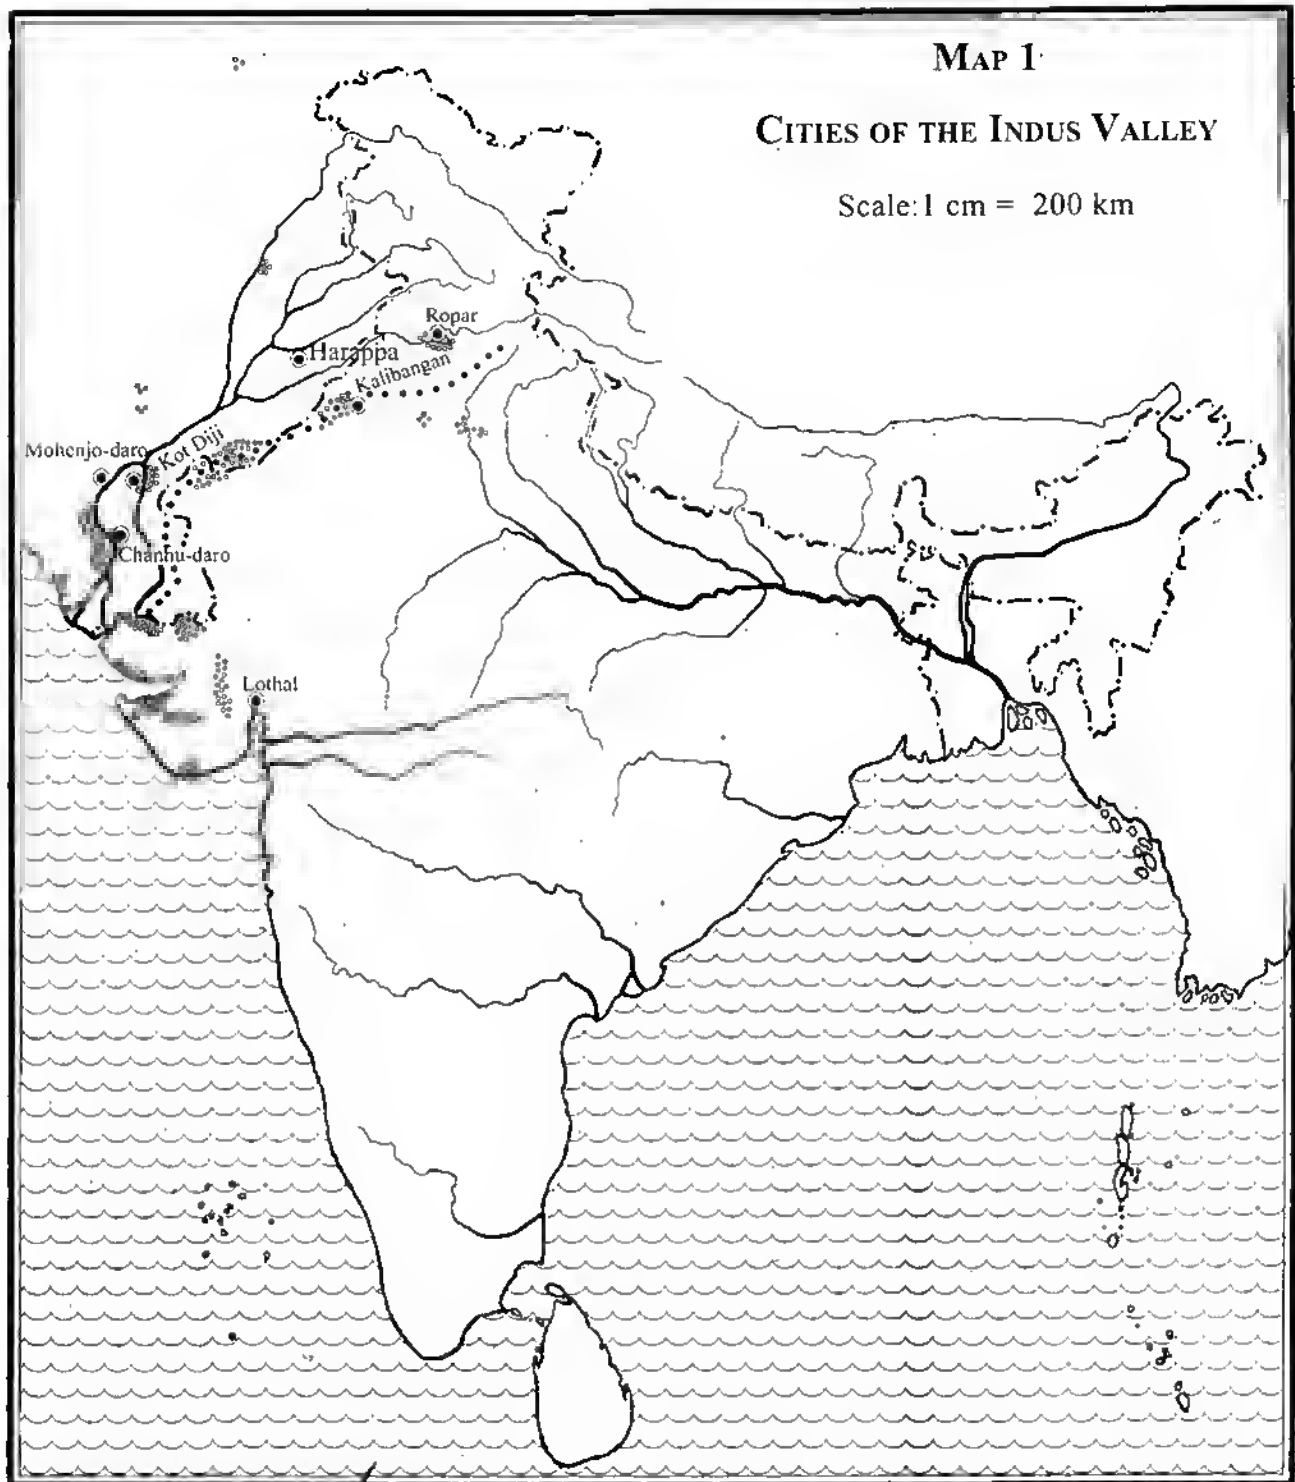 MAP 1
CITIES OF THE INDUS VALLEY
Scale:1 cm = 200 km
Ropar
Harappa
Kalibangan
Kot Diji
Mohenjo-daro
Channu-daro
Lothal